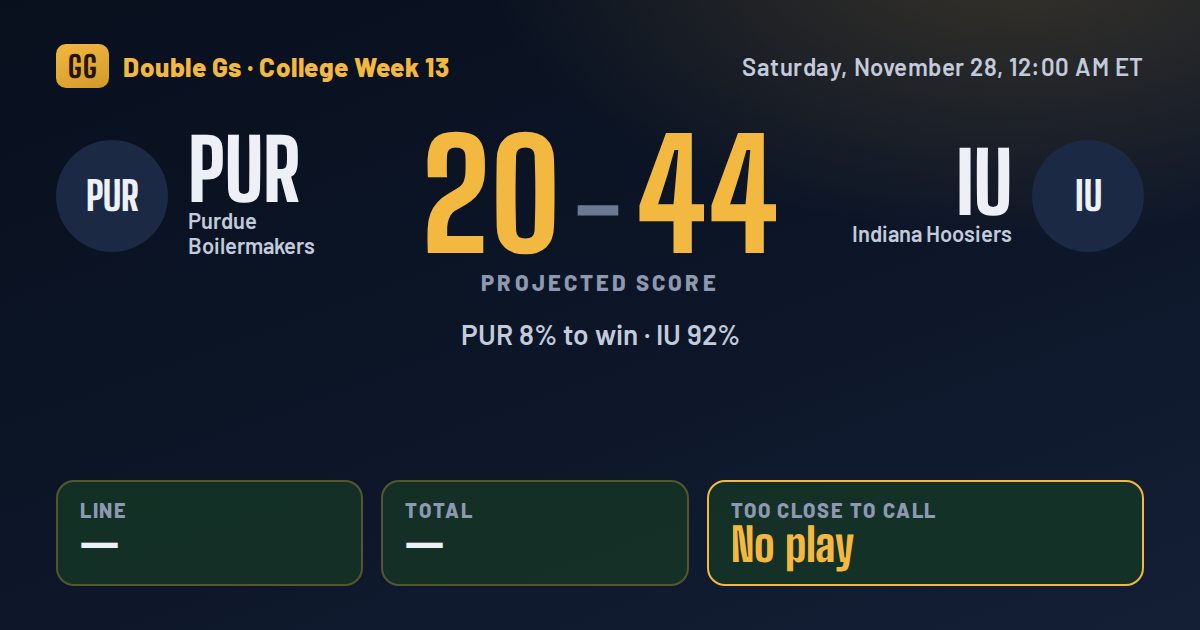 GG
Double Gs · College Week 13
Saturday, November 28, 12:00 AM ET
PUR
PUR
Purdue
Boilermakers
20 – 44
PROJECTED SCORE
PUR 8% to win · IU 92%
IU
Indiana Hoosiers
IU
LINE
—
TOTAL
—
TOO CLOSE TO CALL
No play